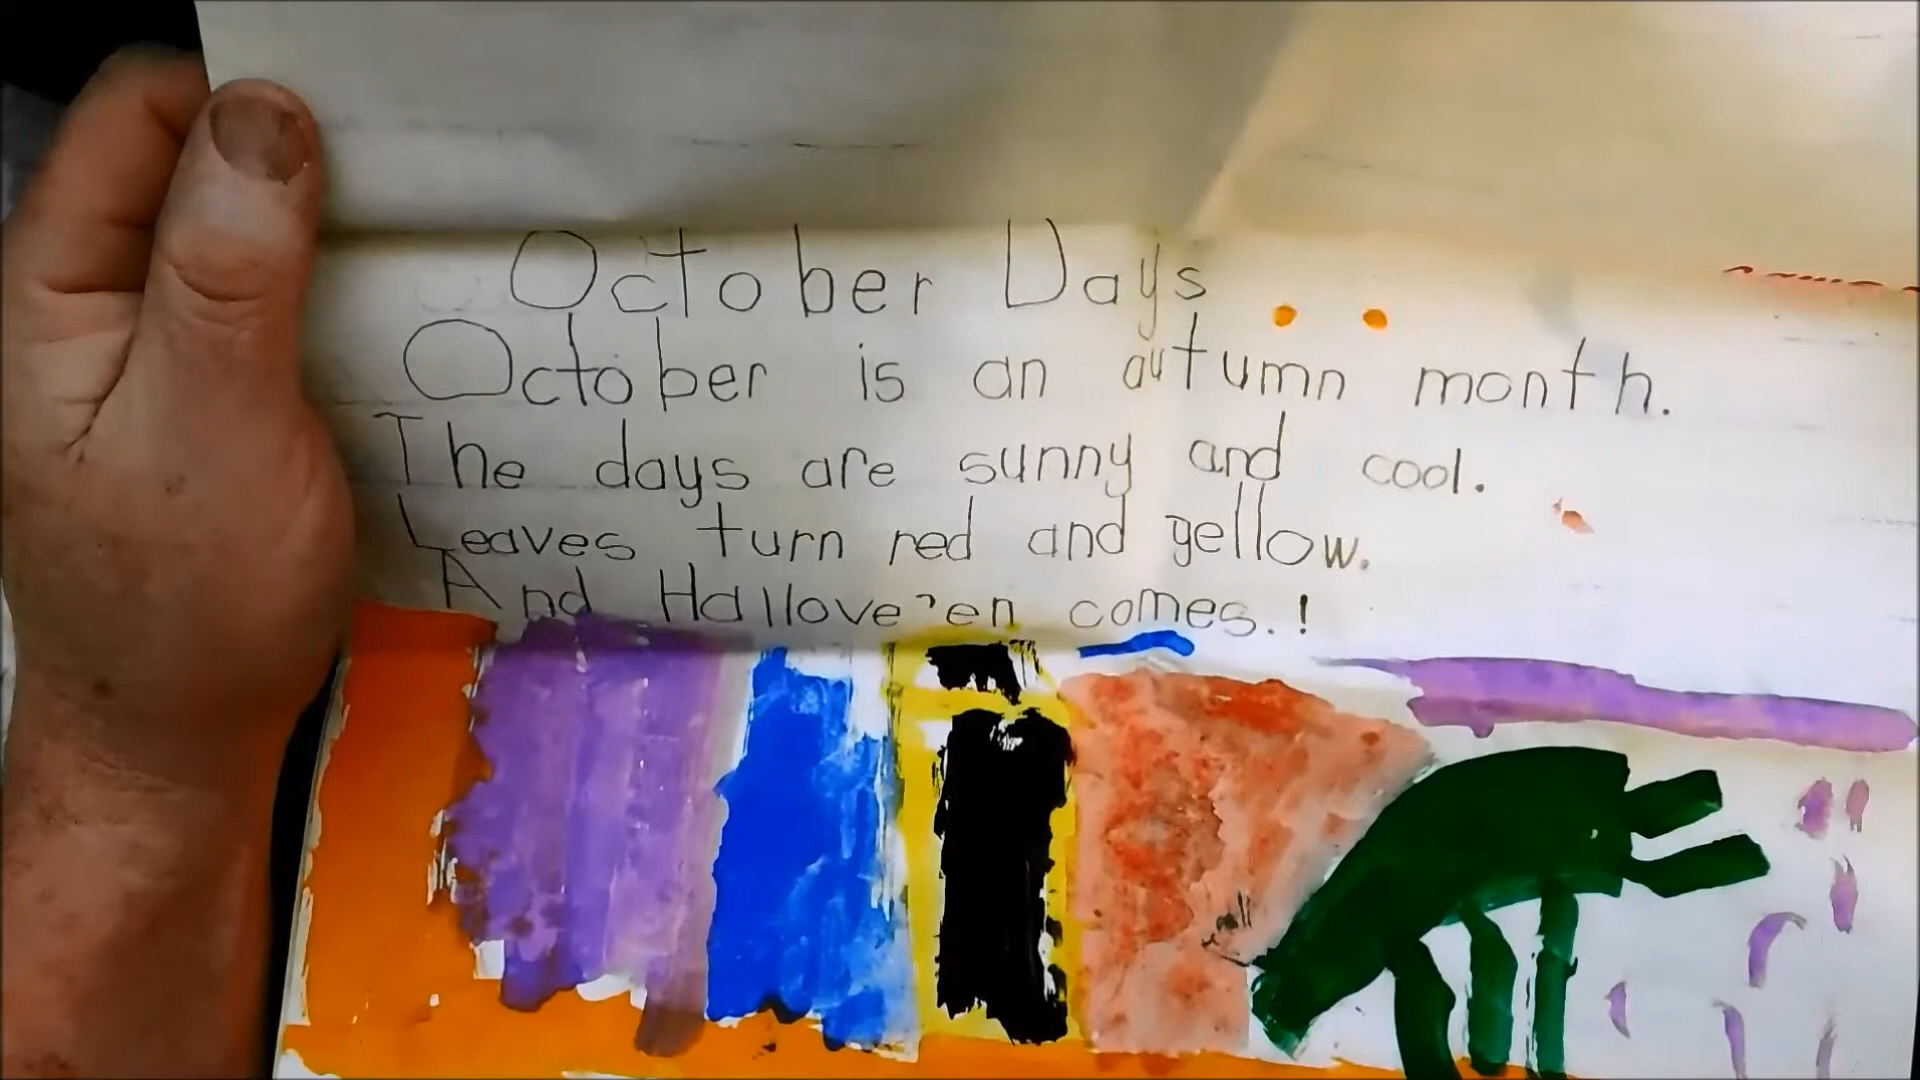 October Days
October is an autumn month.
The days are sunny and cool.
Leaves turn red and yellow.
And Hallove'en comes.!